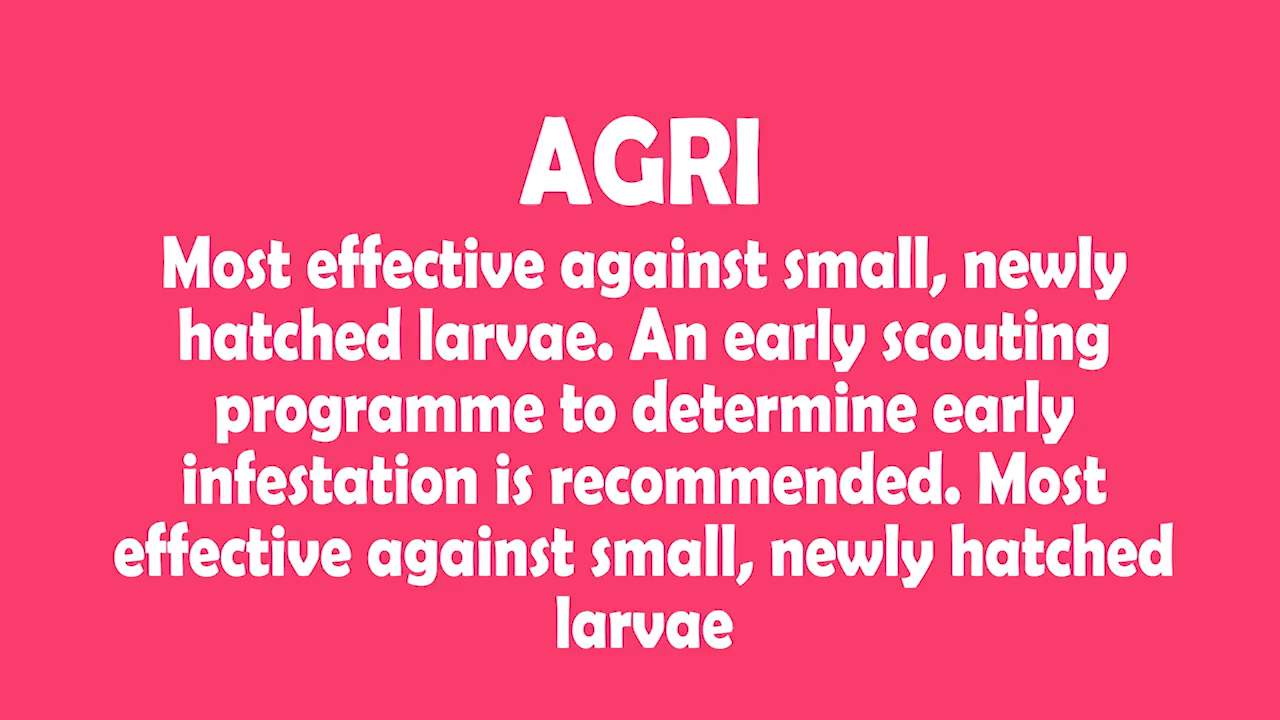 AGRI
Most effective against small, newly
hatched larvae. An early scouting
programme to determine early
infestation is recommended. Most
effective against small, newly hatched
larvae